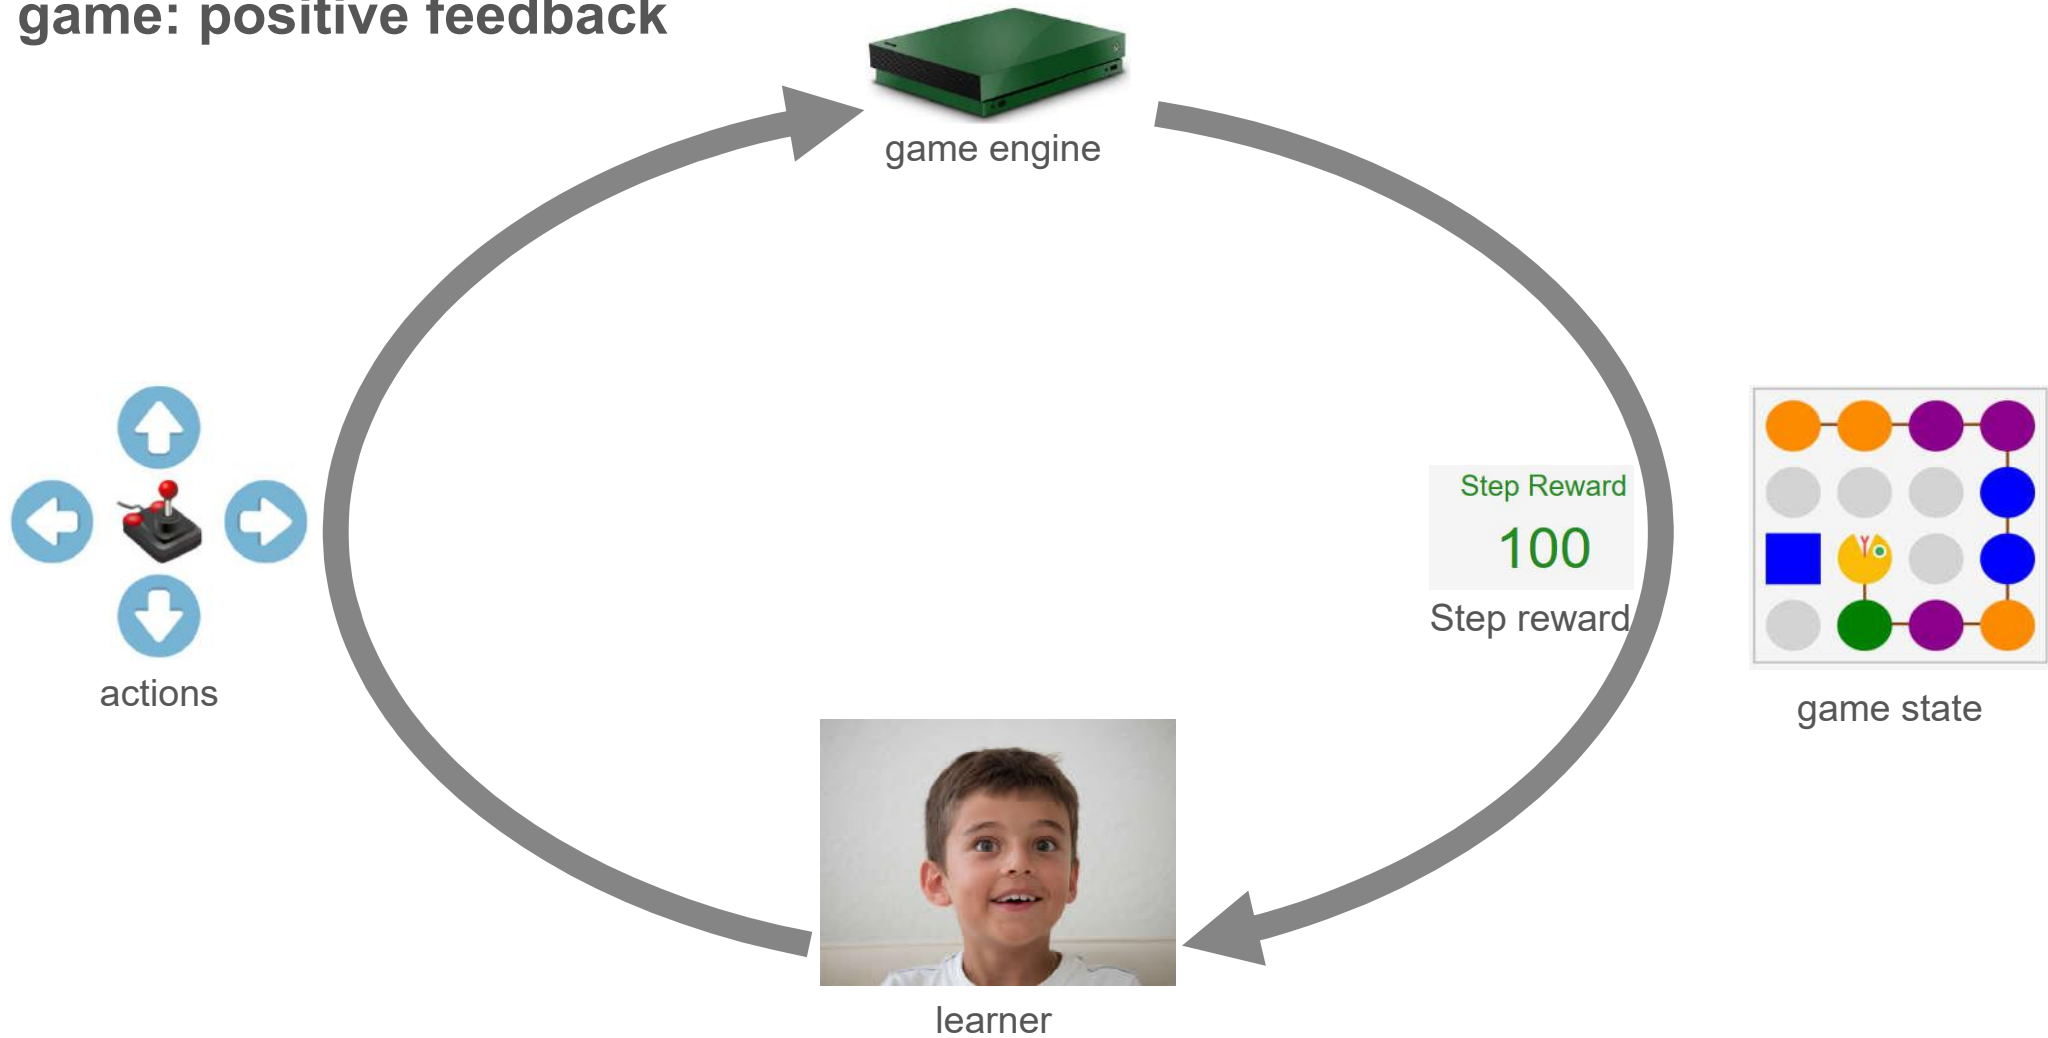 game: positive feedback
game engine
Step Reward
100
Step reward
actions
game state
learner